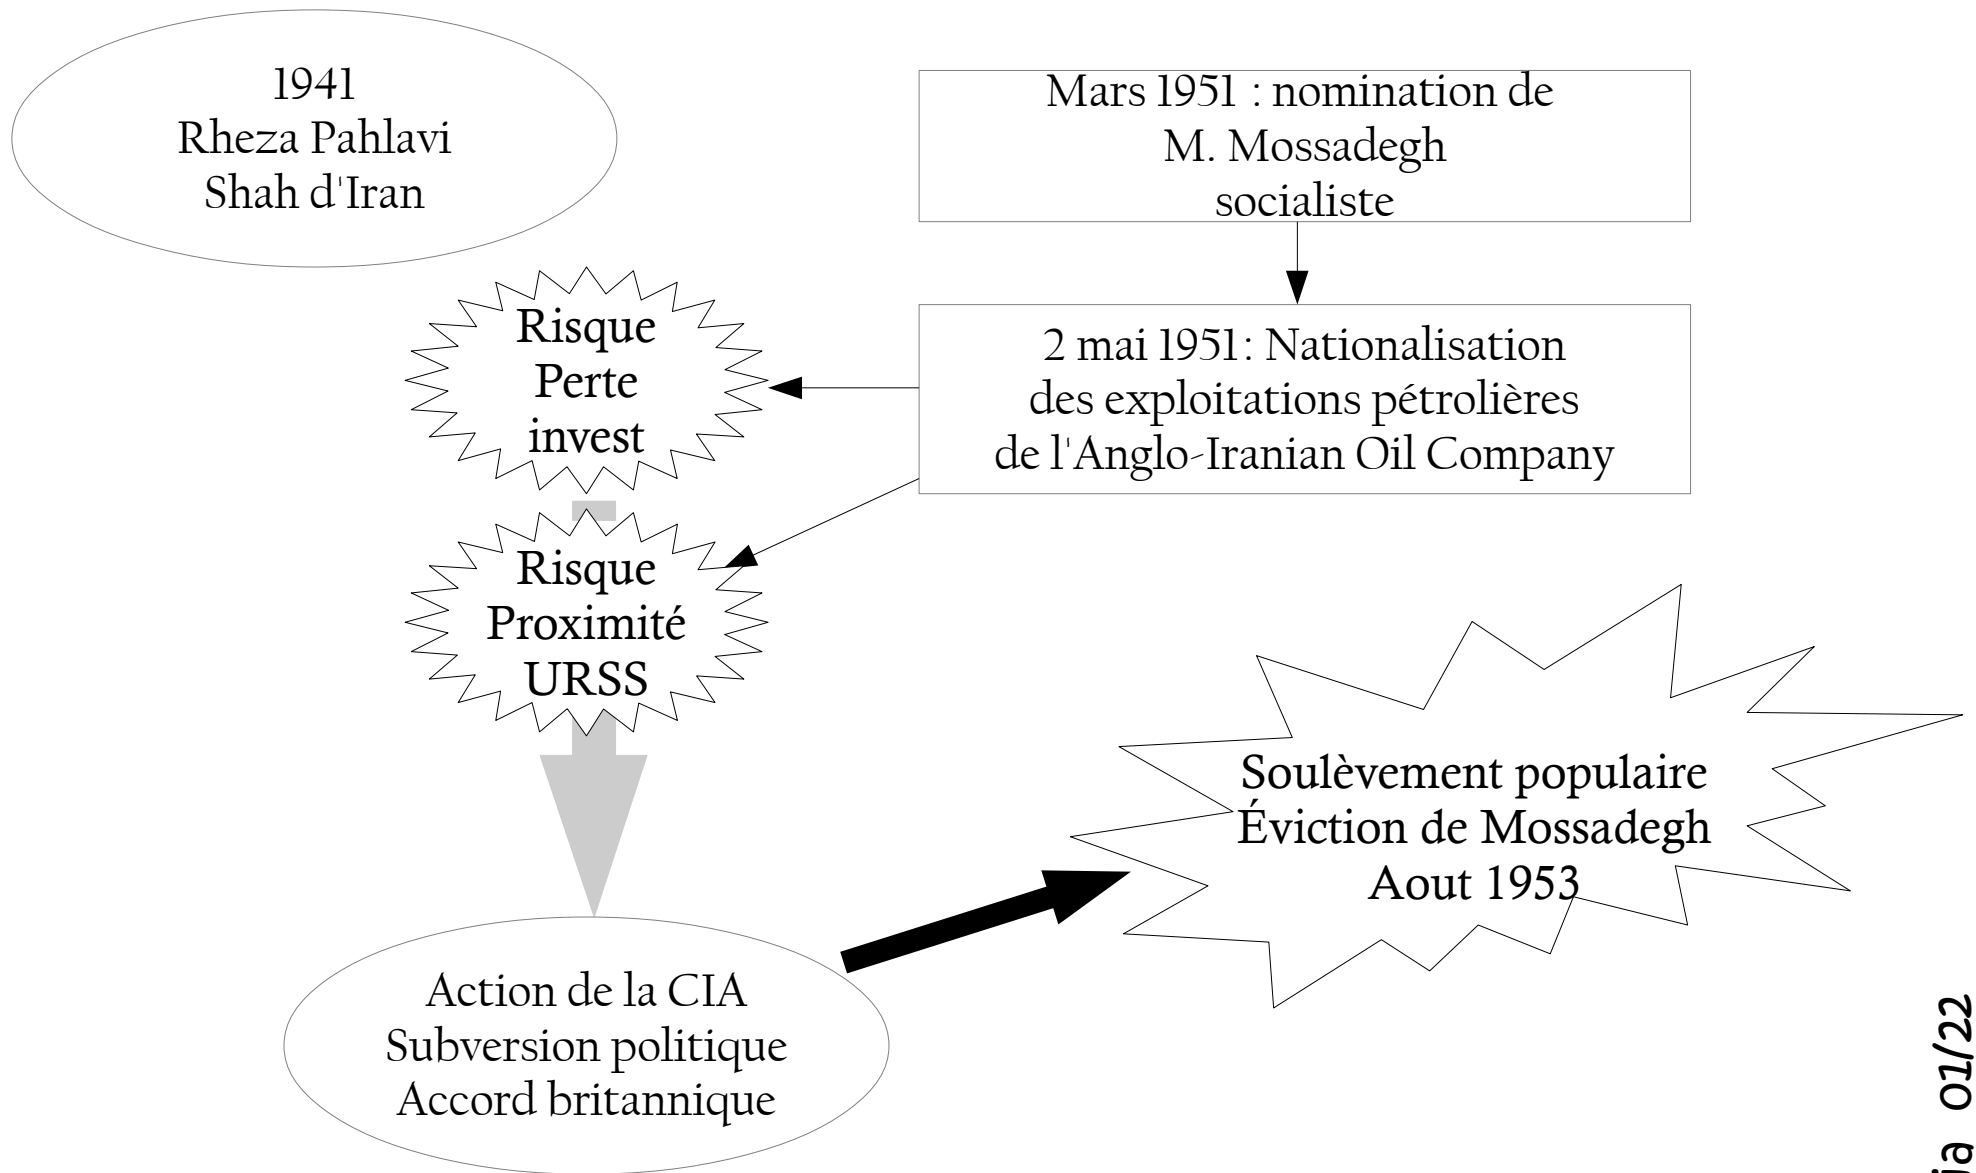 1941
Rheza Pahlavi
Shah d'Iran
Mars 1951 : nomination de
M. Mossadegh
socialiste
2 mai 1951: Nationalisation
des exploitations pétrolières
de l'Anglo-Iranian Oil Company
Risque
Perte
invest
Risque
Proximité
URSS
Soulèvement populaire
Éviction de Mossadegh
Aout 1953
Action de la CIA
Subversion politique
Accord britannique
01/22